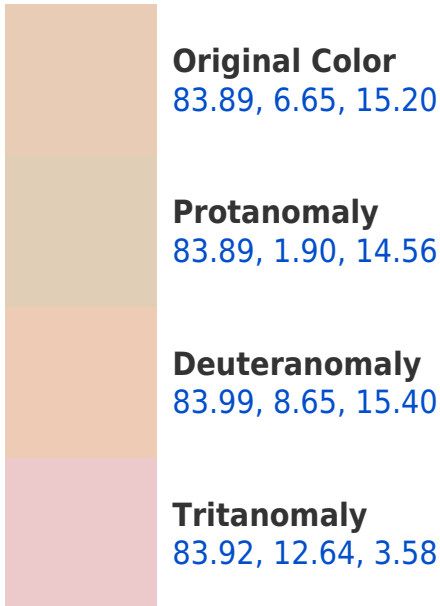 Original Color
83.89, 6.65, 15.20
Protanomaly
83.89, 1.90, 14.56
Deuteranomaly
83.99, 8.65, 15.40
Tritanomaly
83.92, 12.64, 3.58